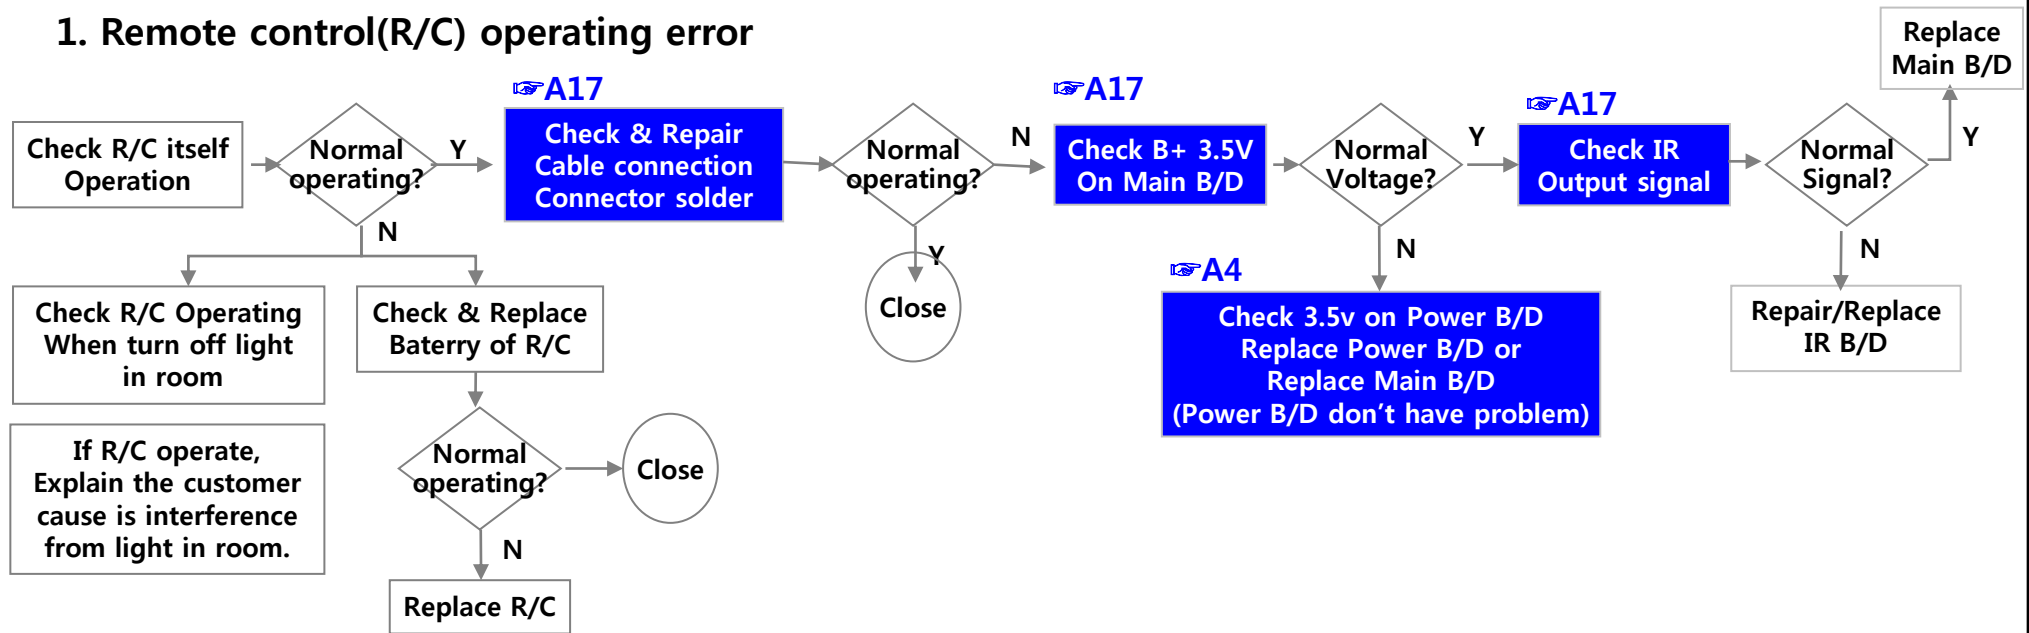 1. Remote control(R/C) operating error
Replace
Main B/D
☞A17
☞A17
☞A17
Check R/C itself
Operation
Normal
operating?
Y
Check & Repair
Cable connection
Connector solder
Normal
operating?
N
Check B+ 3.5V
On Main B/D
Normal
Voltage?
Y
Check IR
Output signal
Normal
Signal?
Y
N
Y
N
N
Check R/C Operating
When turn off light
in room
Check & Replace
Baterry of R/C
Close
☞A4
Check 3.5v on Power B/D
Replace Power B/D or
Replace Main B/D
(Power B/D don’t have problem)
Repair/Replace
IR B/D
If R/C operate,
Explain the customer
cause is interference
from light in room.
Normal
operating?
Close
N
Replace R/C